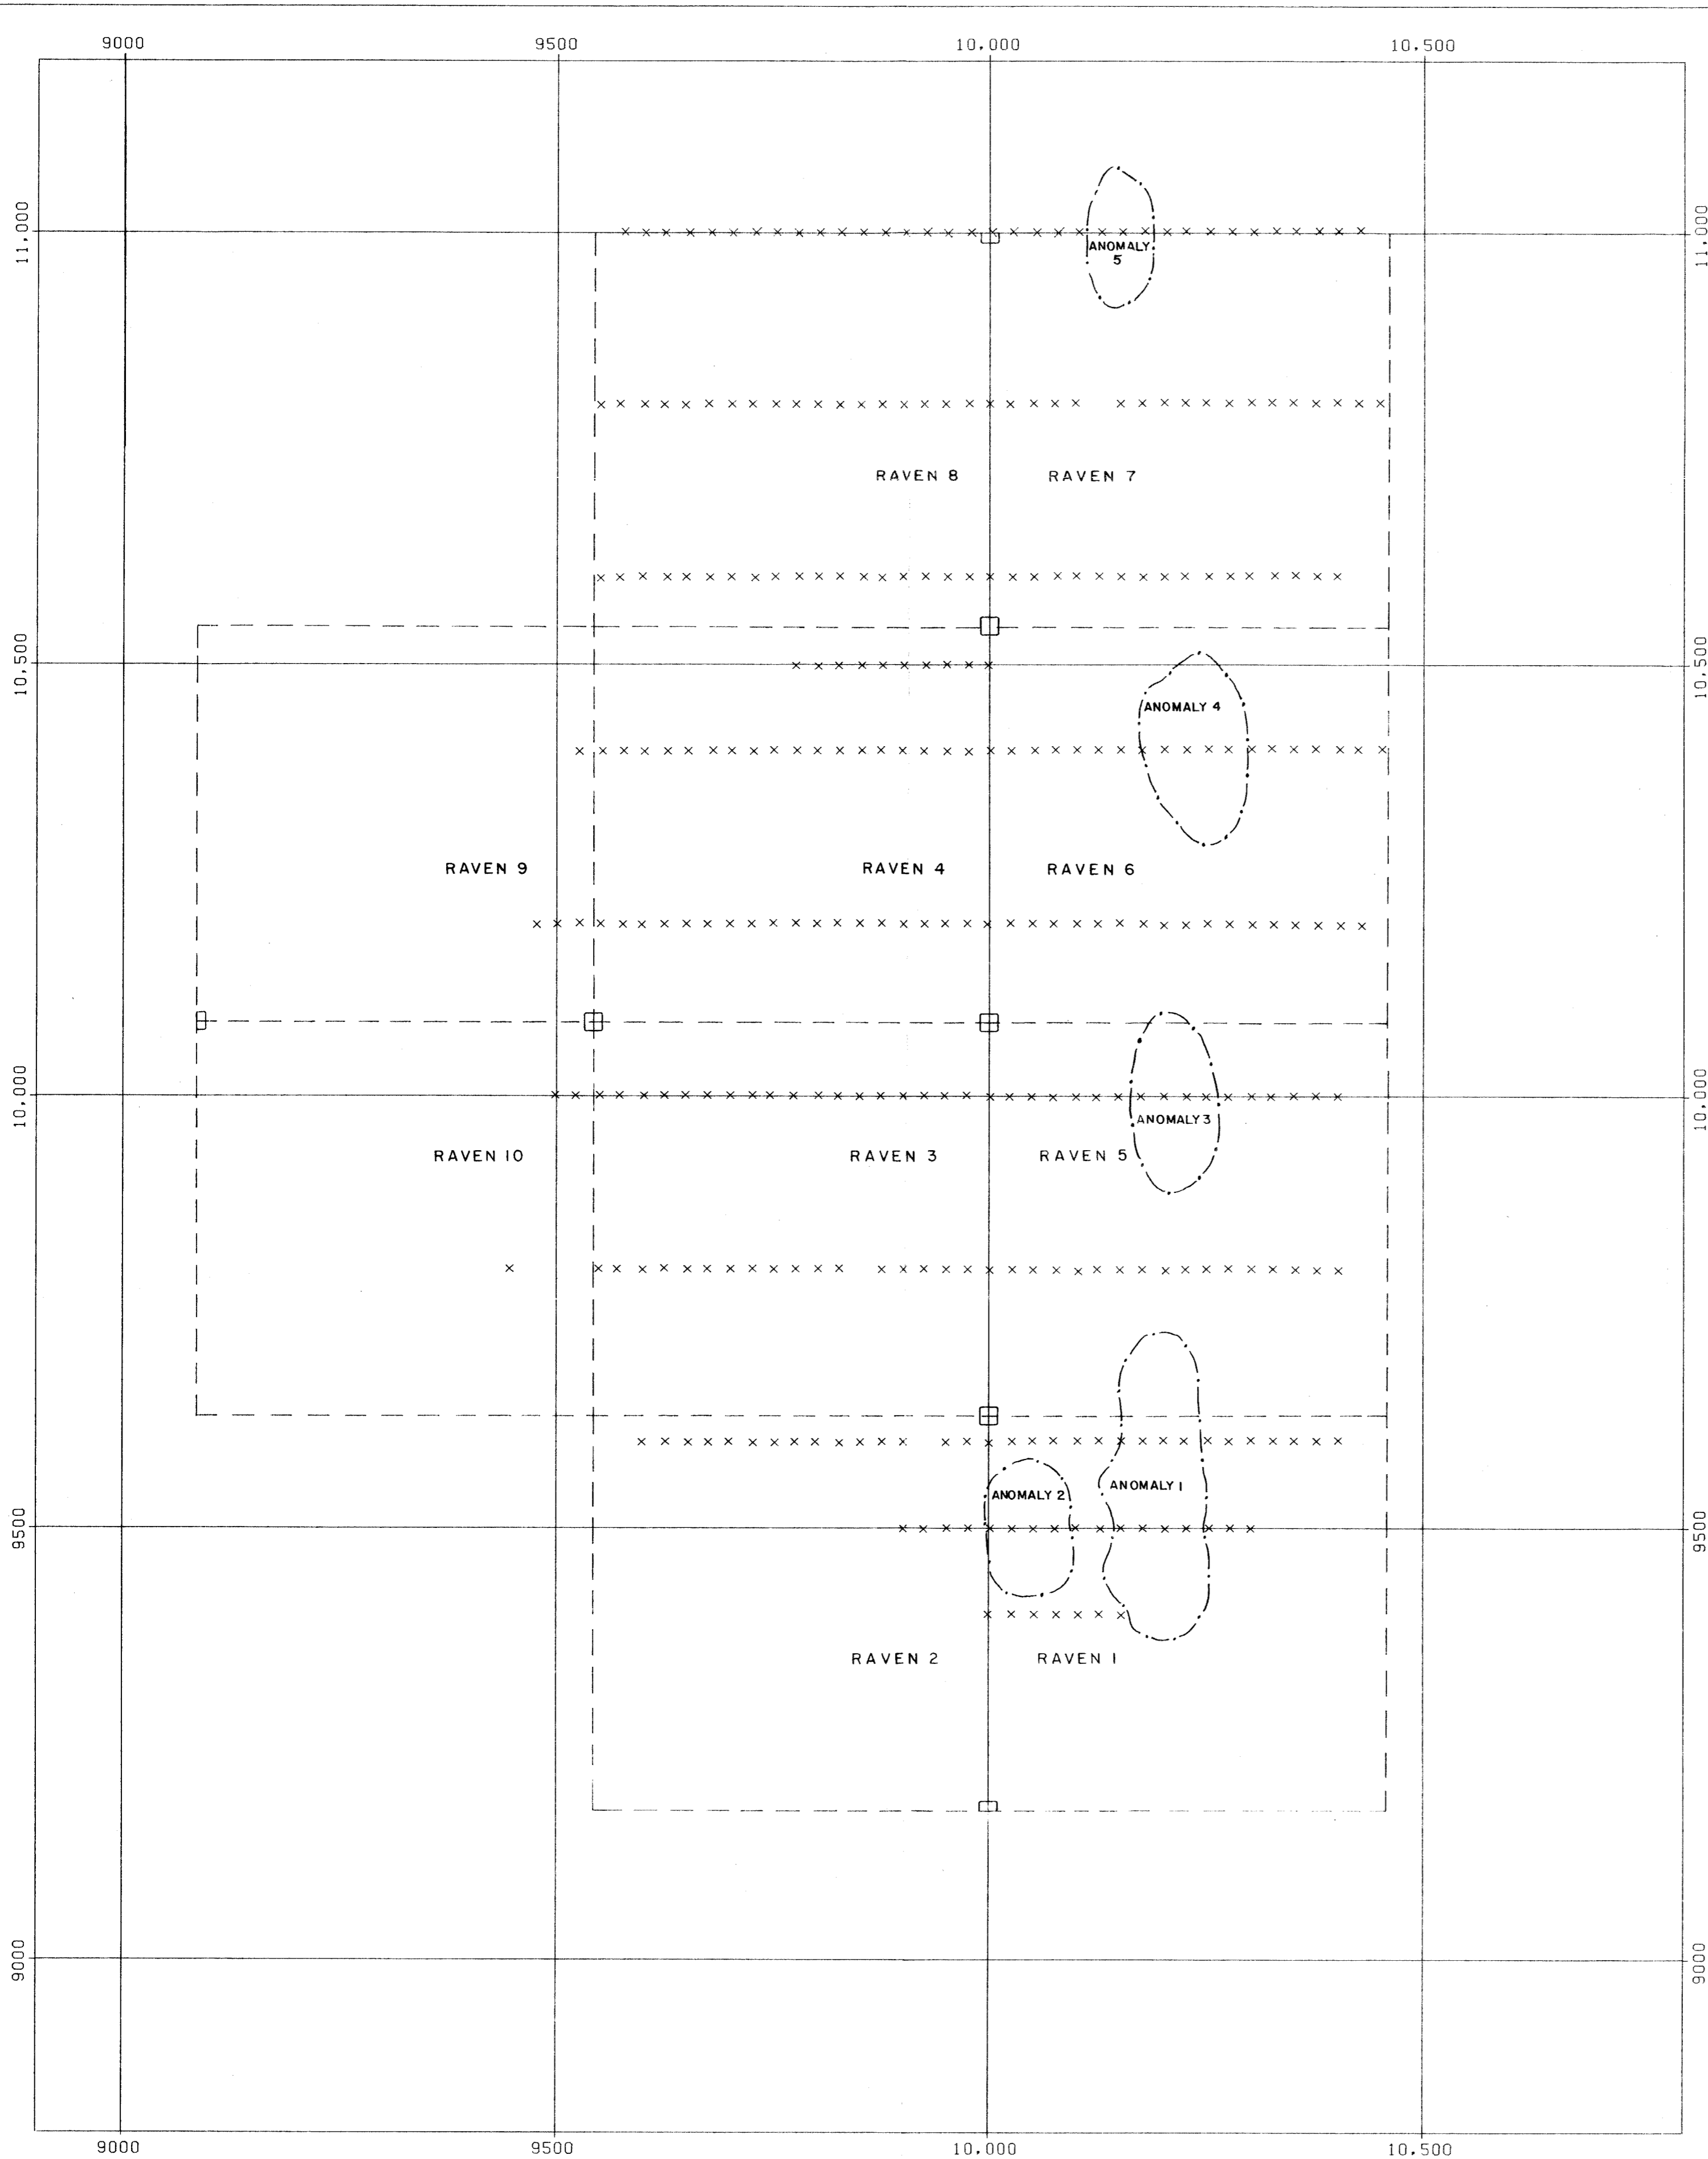 9000 9500 10,000 10,500
11,000 11,000
ANOMALY
5
RAVEN 8 RAVEN 7
10,500 10,500
ANOMALY 4
RAVEN 9 RAVEN 4 RAVEN 6
10,000 10,000
ANOMALY 3
RAVEN 10 RAVEN 3 RAVEN 5
ANOMALY 1
ANOMALY 2
9500 9500
RAVEN 2 RAVEN 1
9000 9000
9000 9500 10,000 10,500